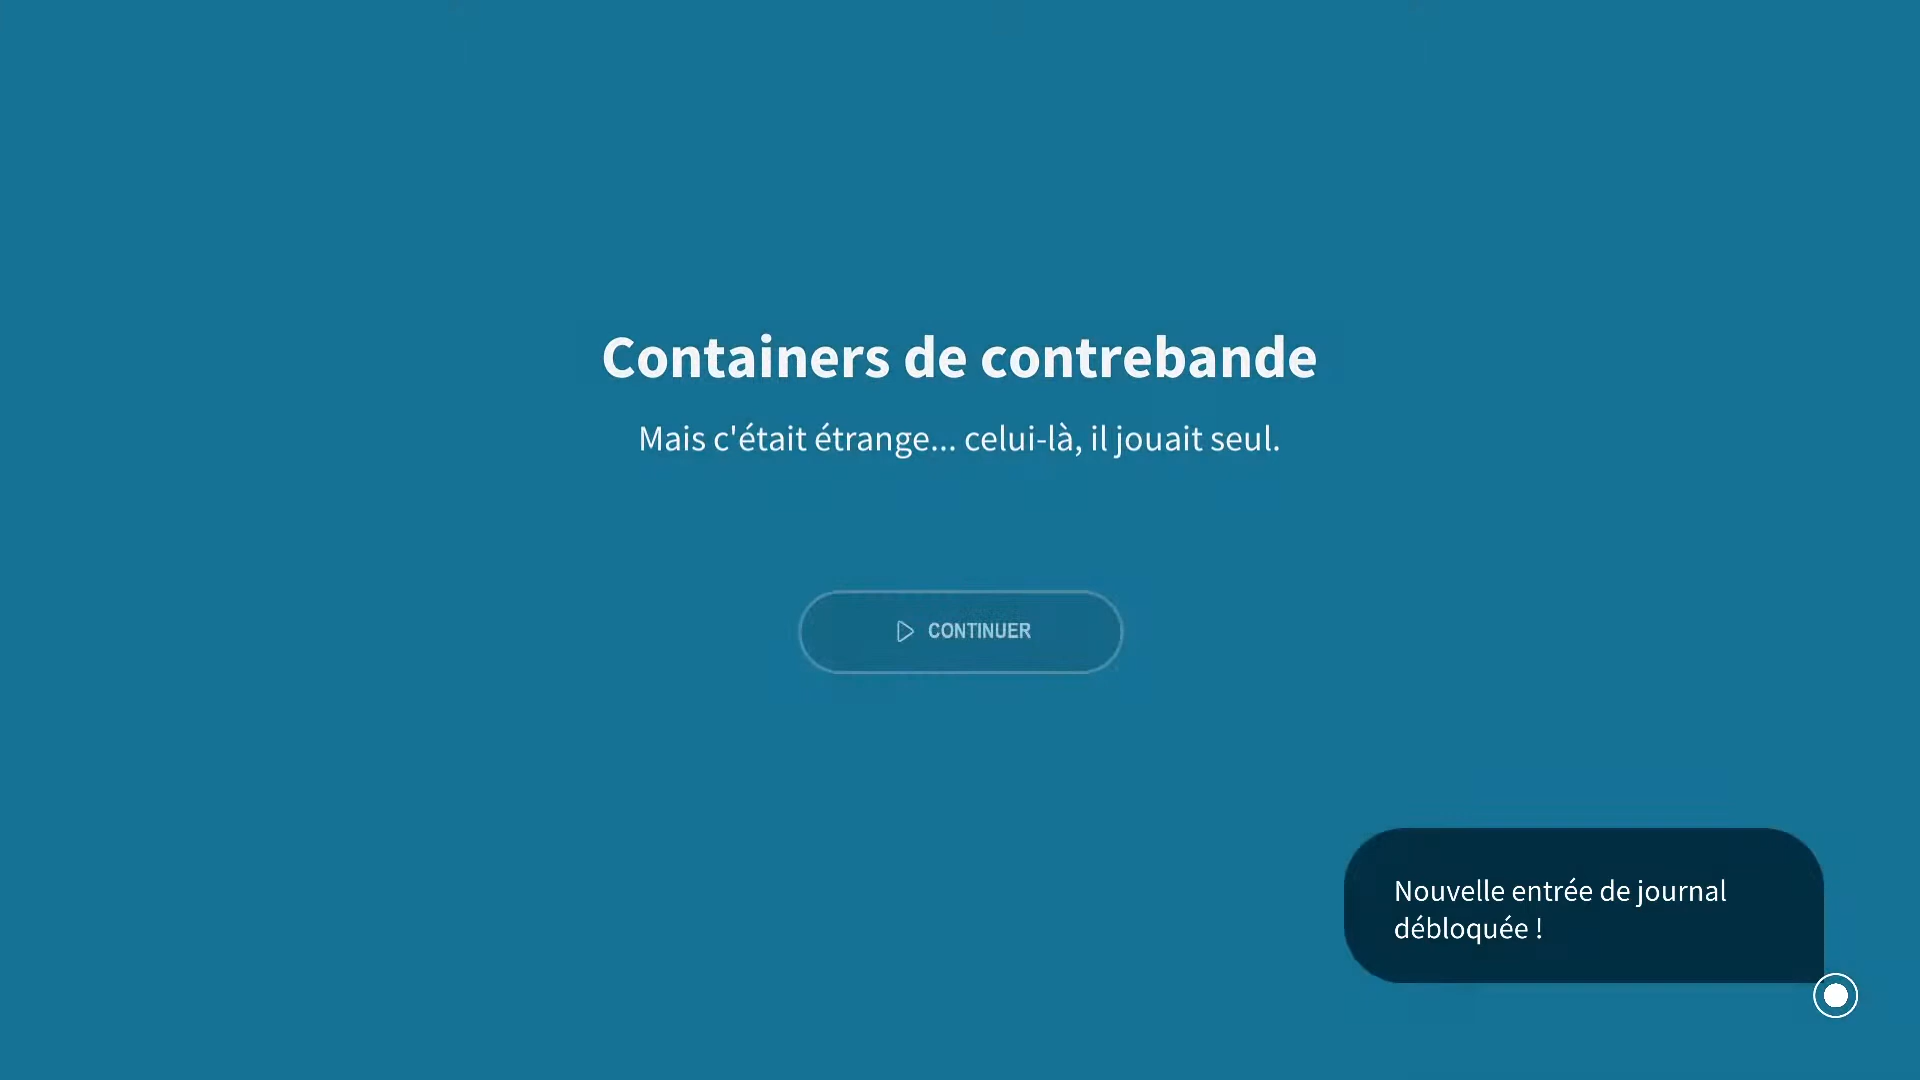 Containers de contrebande
Mais c'était étrange... celui-là, il jouait seul.
CONTINUER
Nouvelle entrée de journal
débloquée !